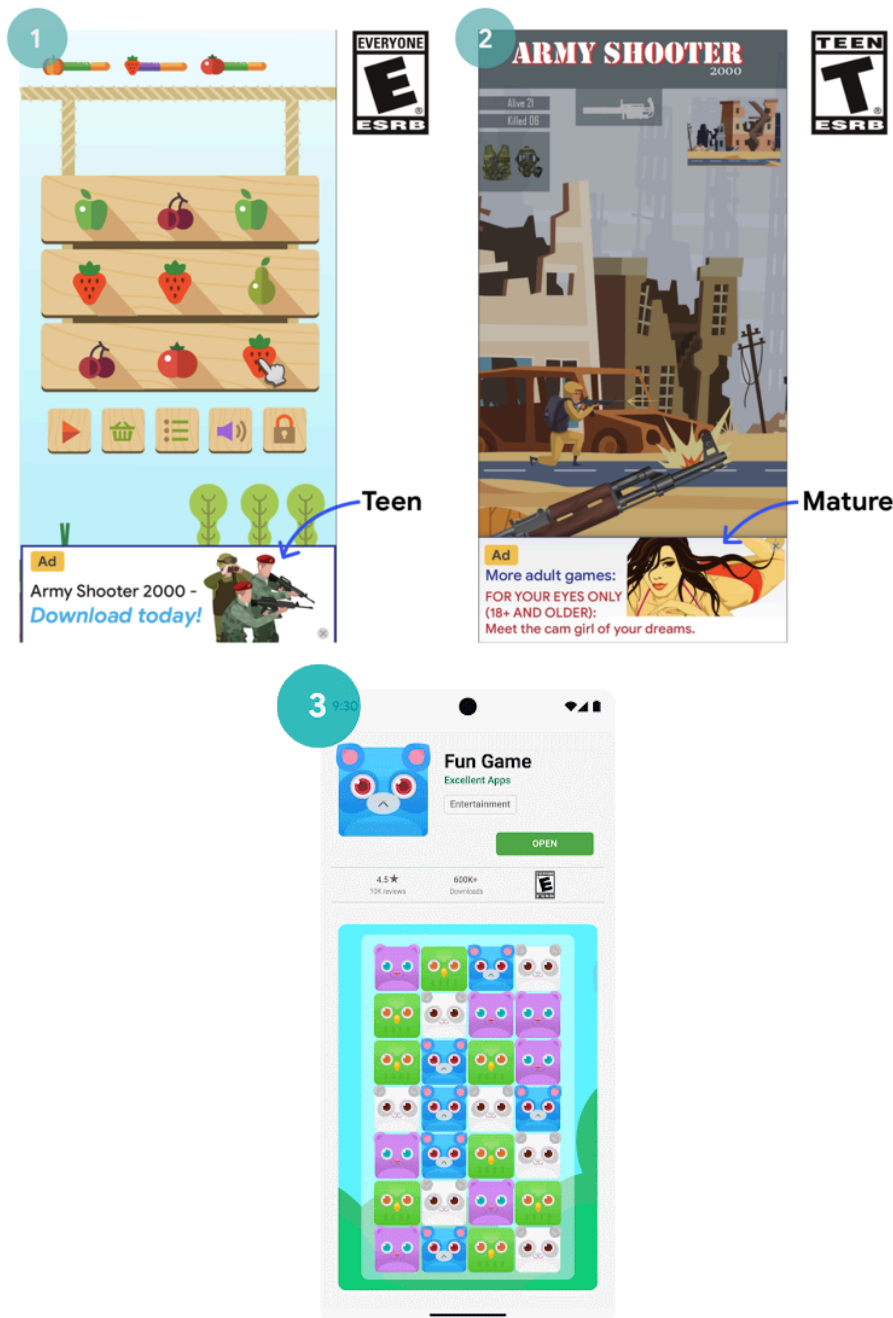 1
EVERYONE
E
ESRB
Teen
Ad
Army Shooter 2000 -
Download today!
2
ARMY SHOOTER
2000
Alive 21
Killed 06
TEEN
T
ESRB
Mature
Ad
More adult games:
FOR YOUR EYES ONLY
(18+ AND OLDER):
Meet the cam girl of your dreams.
3
9:30
Fun Game
Excellent Apps
Entertainment
OPEN
4.5★
600K+
E
10K reviews
Downloads